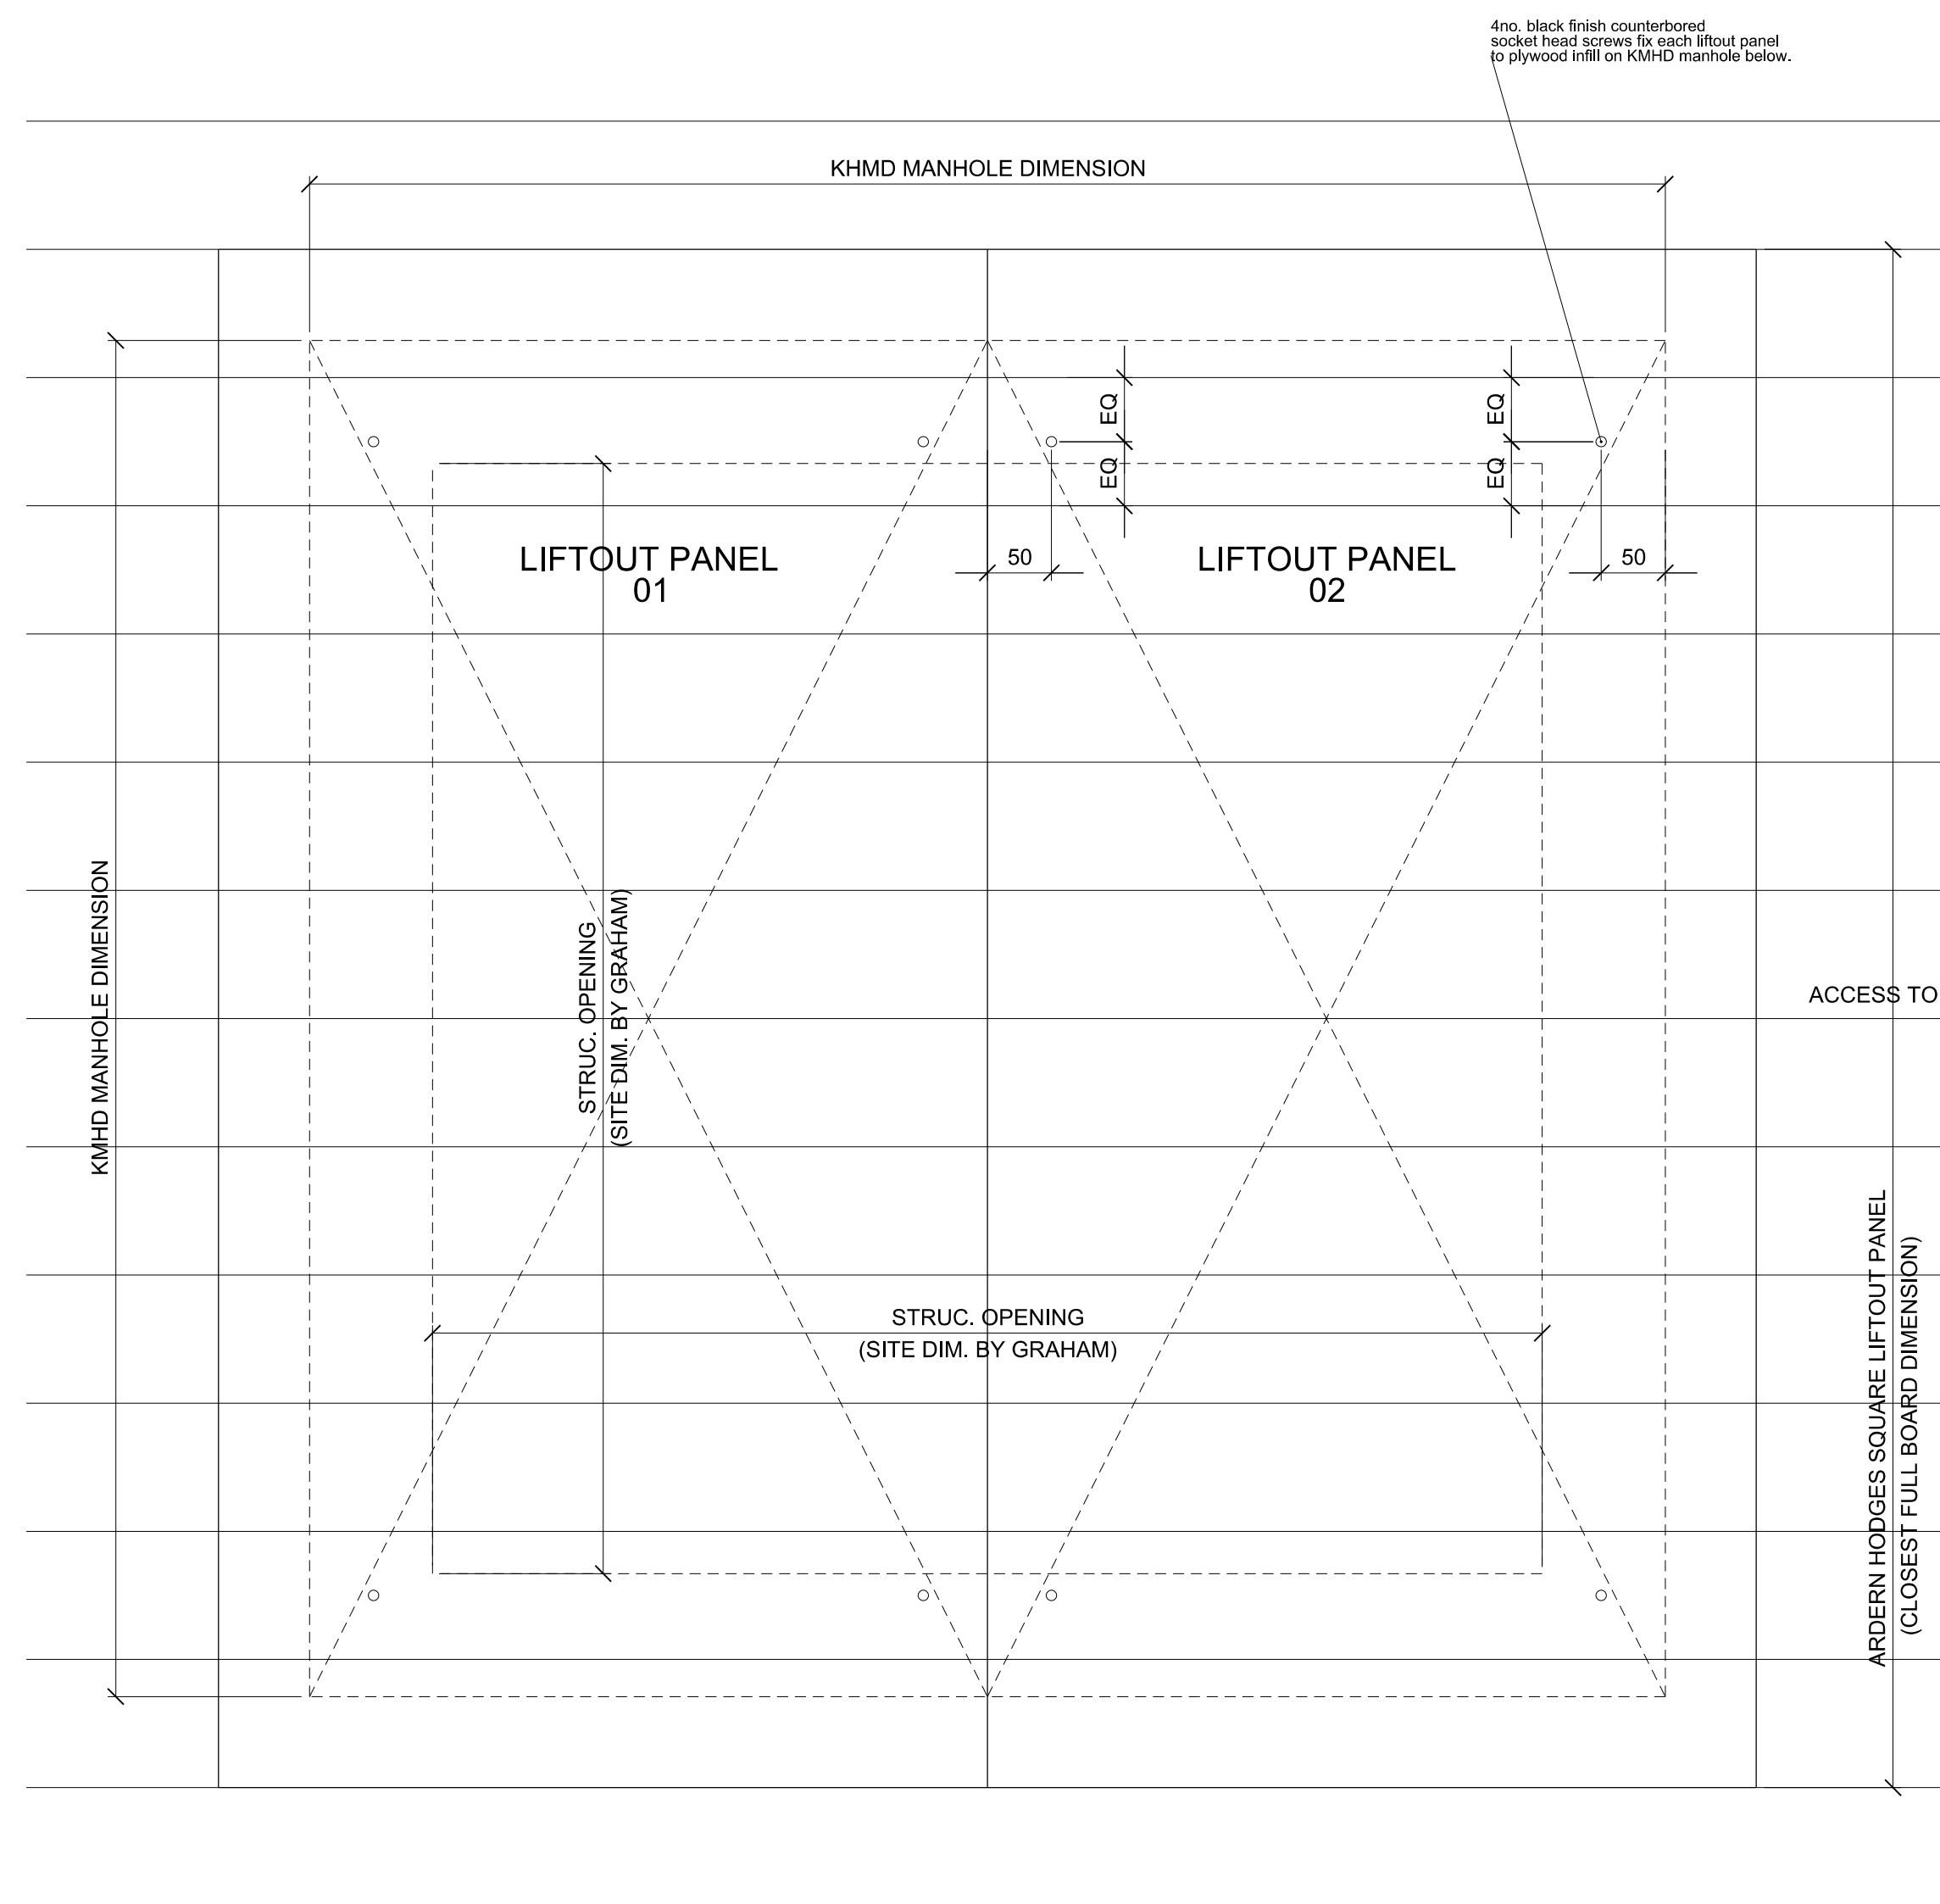 4no. black finish counterbored
socket head screws fix each liftout panel
to plywood infill on KMHD manhole below.
KHMD MANHOLE DIMENSION
EQ
EQ
EQ
EQ
50
50
LIFTOUT PANEL
01
LIFTOUT PANEL
02
KMHD MANHOLE DIMENSION
STRUC. OPENING
(SITE DIM. BY GRAHAM)
ACCESS TO
STRUC. OPENING
(SITE DIM. BY GRAHAM)
ARDERN HODGES SQUARE LIFTOUT PANEL
(CLOSEST FULL BOARD DIMENSION)